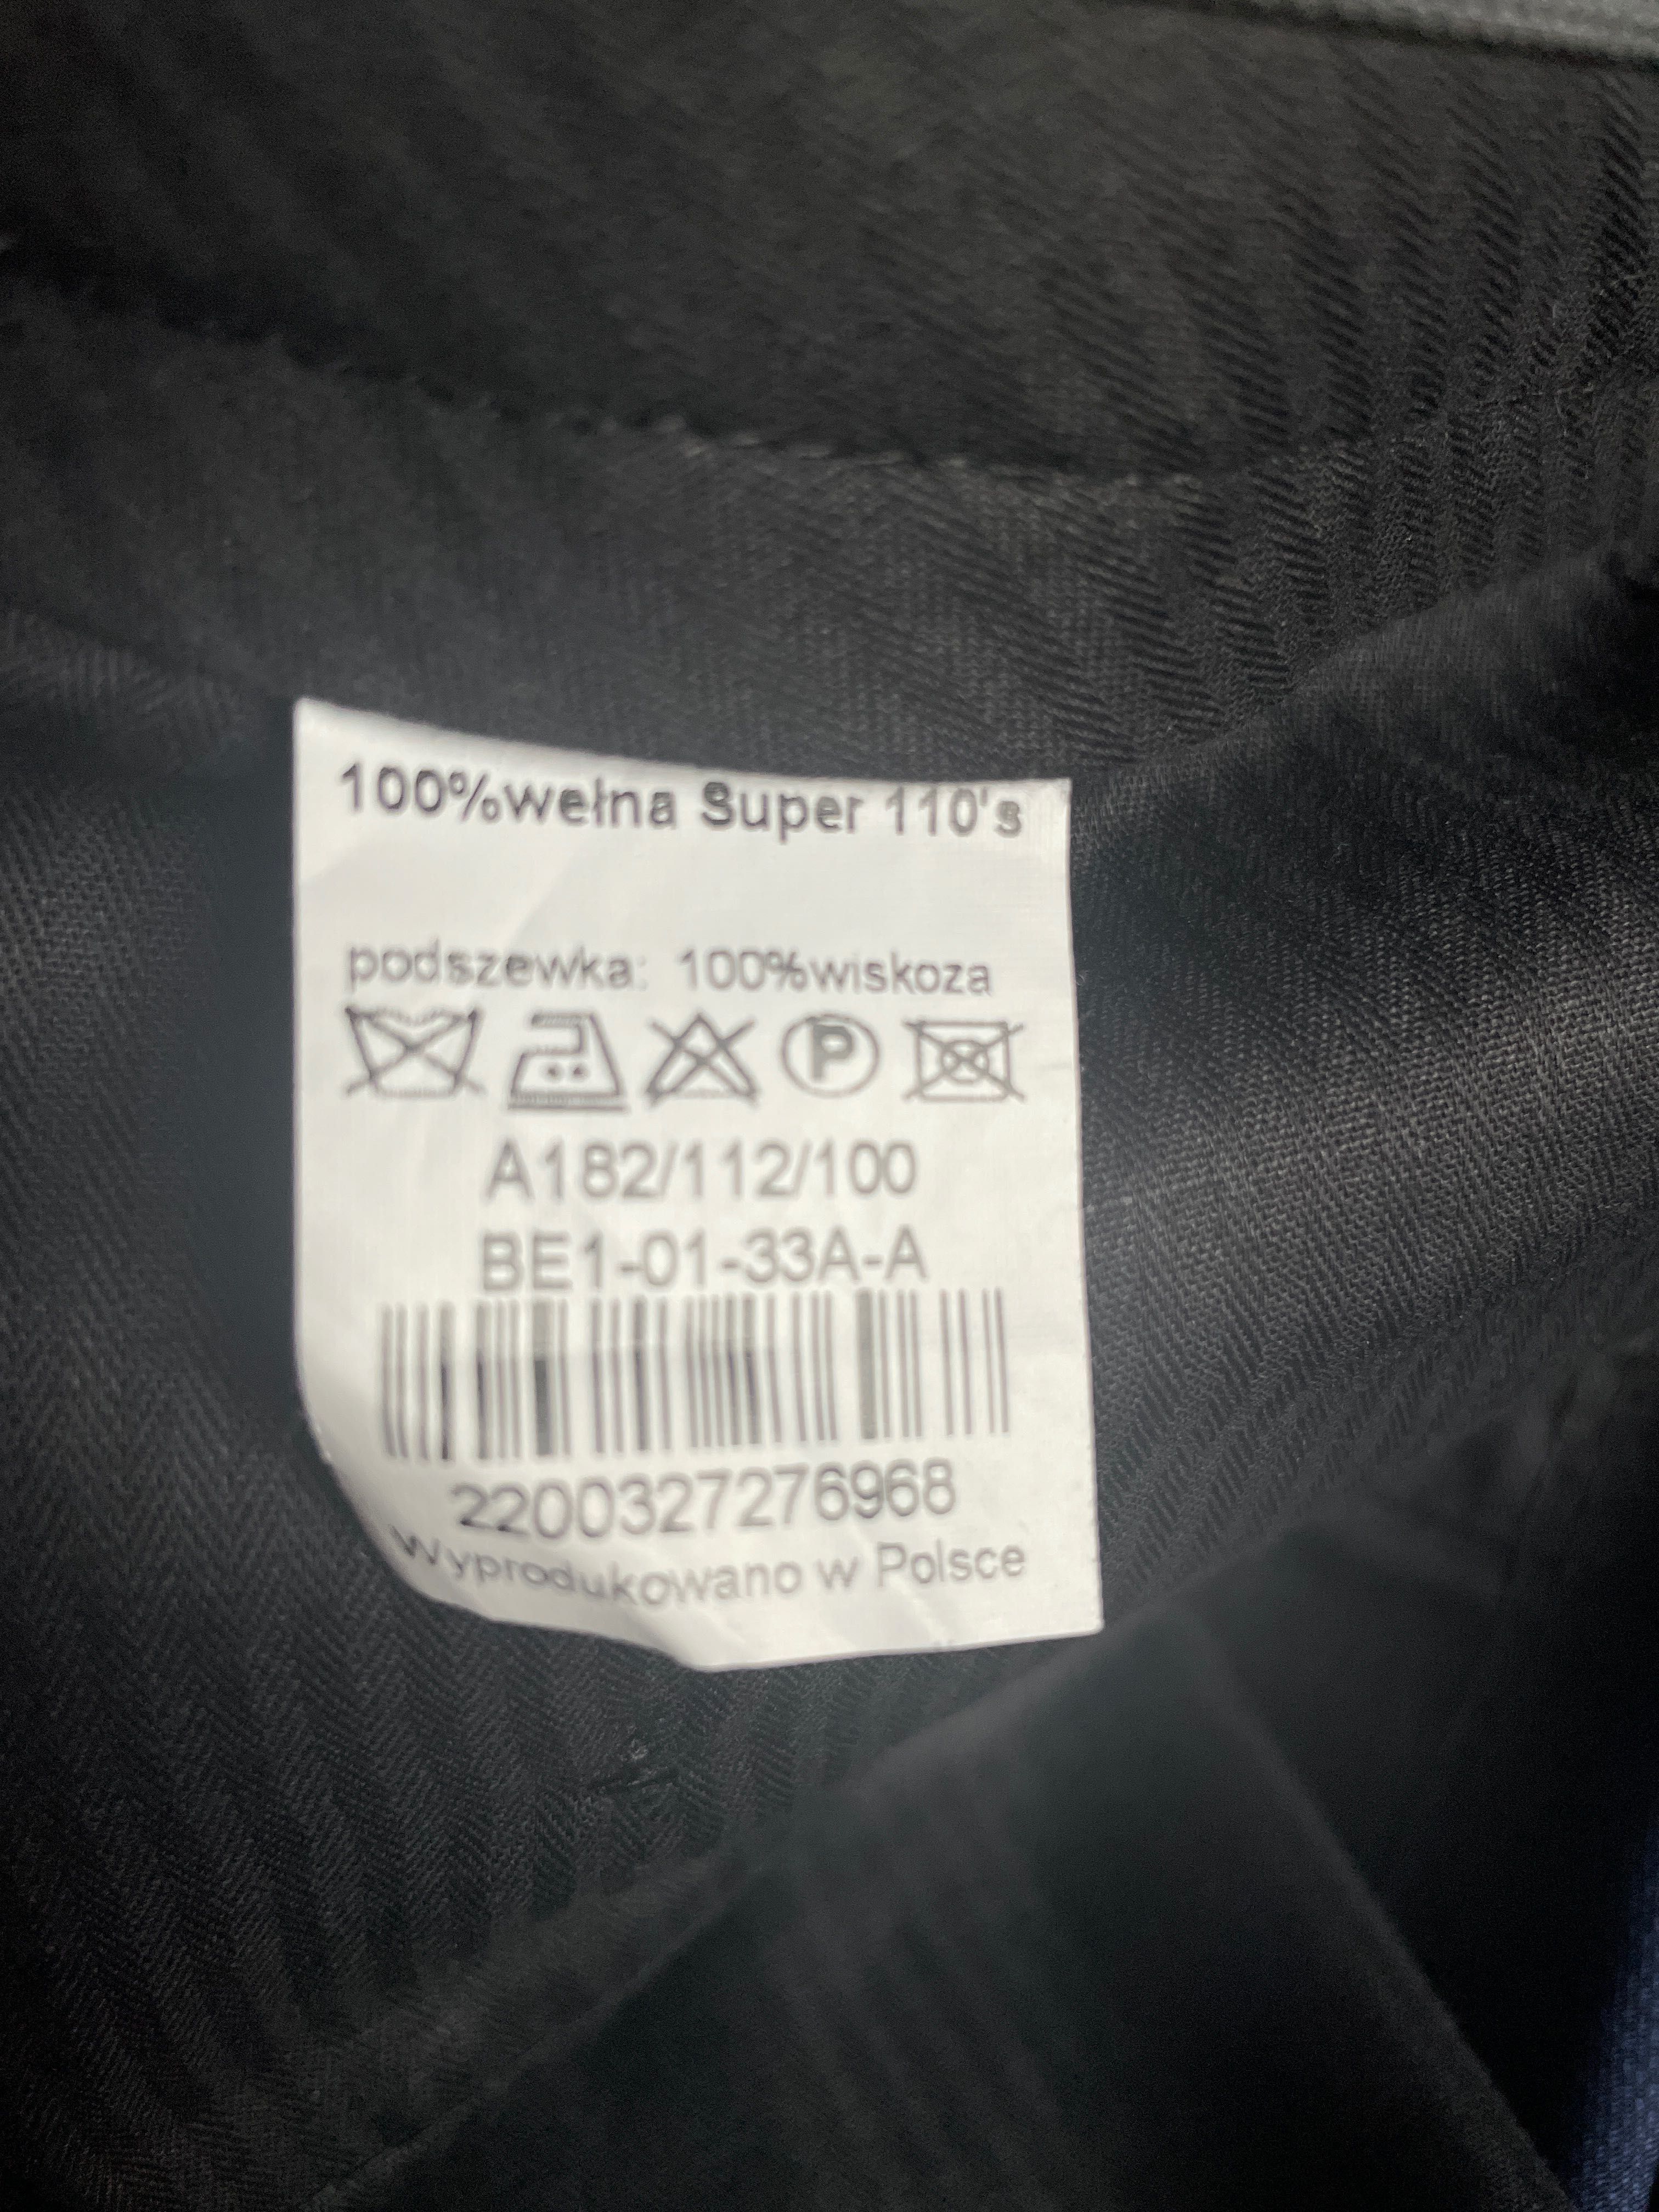 100%wełna Super 110's
podszewka: 100%wiskoza
P
A182/112/100
BE1-01-33A-A
2200327276968
Wyprodukowano w Polsce